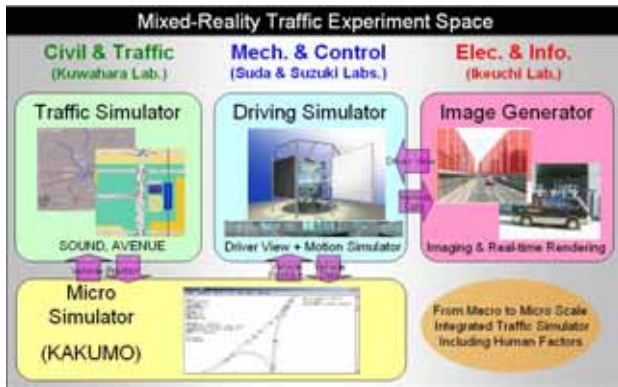 Mixed-Reality Traffic Experiment Space
Civil & Traffic
(Kuwahara Lab.)
Mech. & Control
(Suda & Suzuki Labs.)
Elec. & Info.
(Ikeuchi Lab.)
Traffic Simulator
SOUND, AVENUE
Driving Simulator
Driver View + Motion Simulator
Image Generator
Imaging & Real-time Rendering
Micro
Simulator
(KAKUMO)
From Macro to Micro Scale
Integrated Traffic Simulator
Including Human Factors